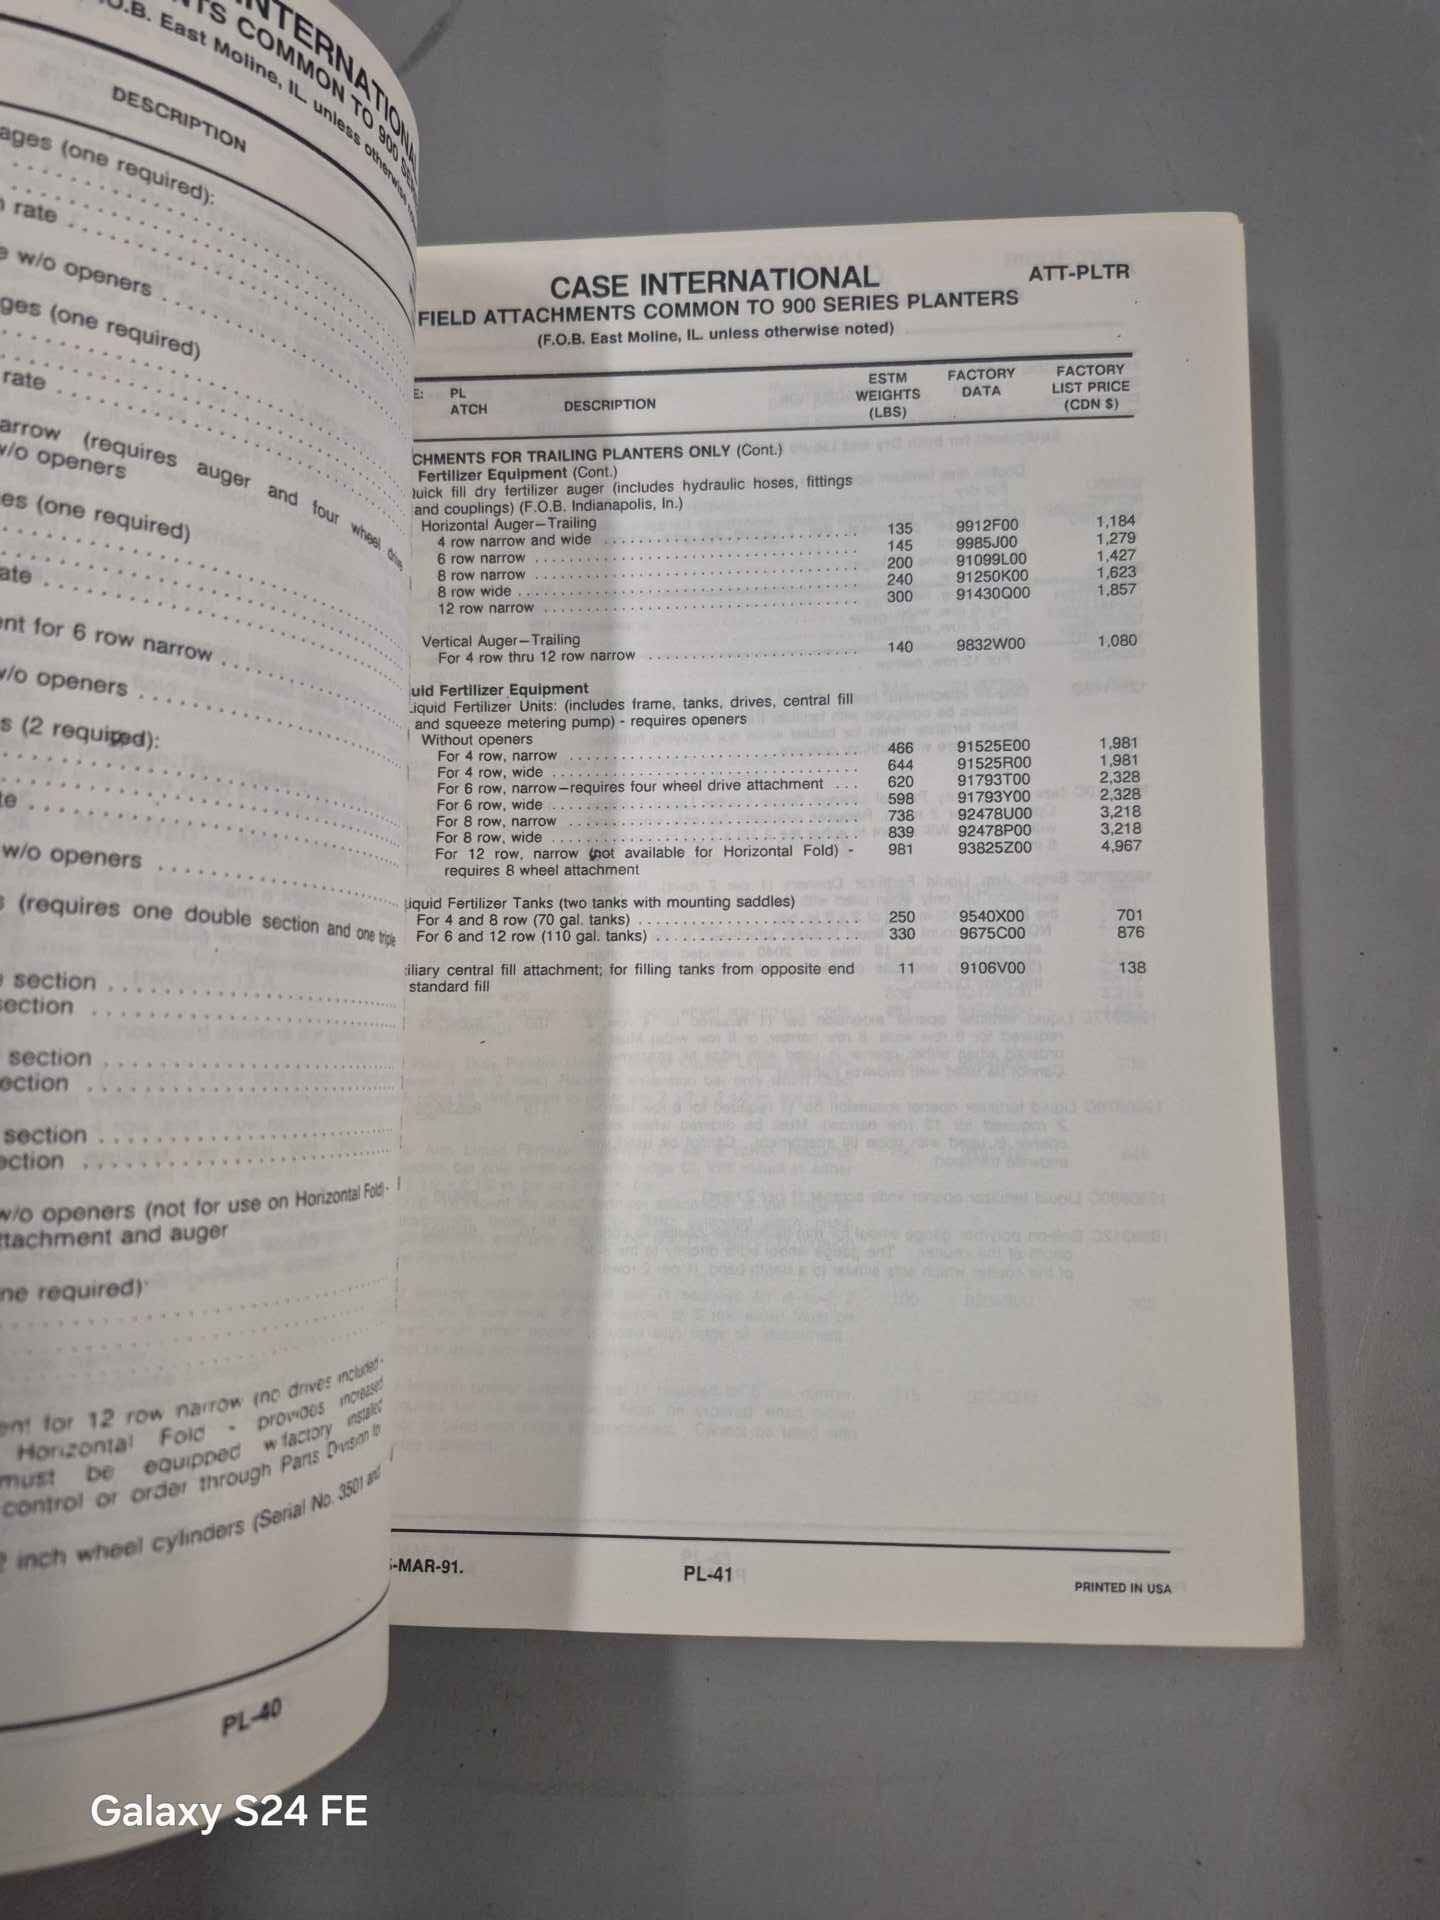 INTERNATIONAL
COMMON TO 900
F.O.B. East Moline, IL. unless otherwise
DESCRIPTION
(one required):
rate
w/o openers
(one required)
rate
(requires auger and four wheel drive
w/o openers
(one required)
for 6 row narrow
openers
(2 required):
w/o openers
(requires one double section and one triple
section
section
section
section
section
section
w/o openers (not for use on Horizontal Fold)-
and auger
required)
for 12 row narrow (no drives included-
Horizontal Fold - provides increased
must be equipped w/factory installed
control or order through Parts Division to
inch wheel cylinders (Serial No. 3501 and
PL-40
CASE INTERNATIONAL
ATT-PLTR
FIELD ATTACHMENTS COMMON TO 900 SERIES PLANTERS
(F.O.B. East Moline, IL. unless otherwise noted)
E: PL ATCH DESCRIPTION ESTM WEIGHTS (LBS) FACTORY DATA FACTORY LIST PRICE (CDN $)
CHMENTS FOR TRAILING PLANTERS ONLY (Cont.)
Fertilizer Equipment (Cont.)
uick fill dry fertilizer auger (includes hydraulic hoses, fittings
and couplings) (F.O.B. Indianapolis, In.)
Horizontal Auger—Trailing
4 row narrow and wide 135 9912F00 1,184
6 row narrow 145 9985J00 1,279
8 row narrow 200 91099L00 1,427
8 row wide 240 91250K00 1,623
12 row narrow 300 91430Q00 1,857
Vertical Auger—Trailing
For 4 row thru 12 row narrow 140 9832W00 1,080
uid Fertilizer Equipment
iquid Fertilizer Units: (includes frame, tanks, drives, central fill
and squeeze metering pump) - requires openers
Without openers
For 4 row, narrow 466 91525E00 1,981
For 4 row, wide 644 91525R00 1,981
For 6 row, narrow—requires four wheel drive attachment 620 91793T00 2,328
For 6 row, wide 598 91793Y00 2,328
For 8 row, narrow 738 92478U00 3,218
For 8 row, wide 839 92478P00 3,218
For 12 row, narrow (not available for Horizontal Fold) - 981 93825Z00 4,967
requires 8 wheel attachment
iquid Fertilizer Tanks (two tanks with mounting saddles)
For 4 and 8 row (70 gal. tanks) 250 9540X00 701
For 6 and 12 row (110 gal. tanks) 330 9675C00 876
iliary central fill attachment; for filling tanks from opposite end 11 9106V00 138
standard fill
-MAR-91.
PL-41
PRINTED IN USA
Galaxy S24 FE